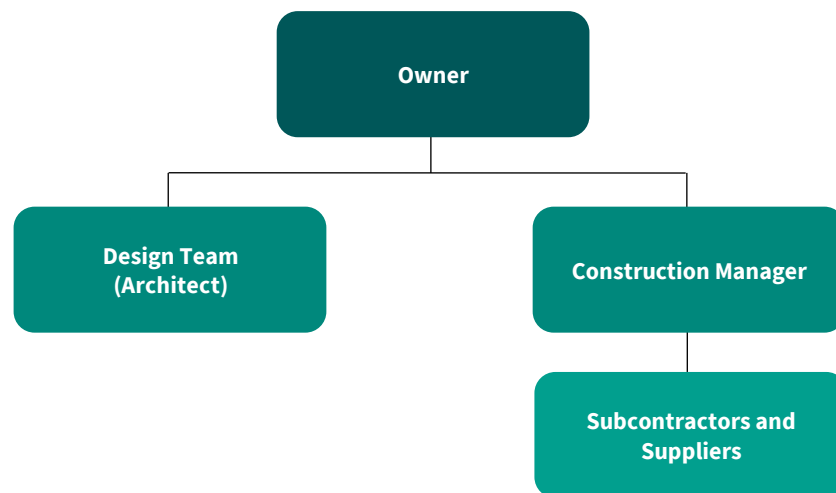 Owner
Design Team
(Architect)
Construction Manager
Subcontractors and
Suppliers